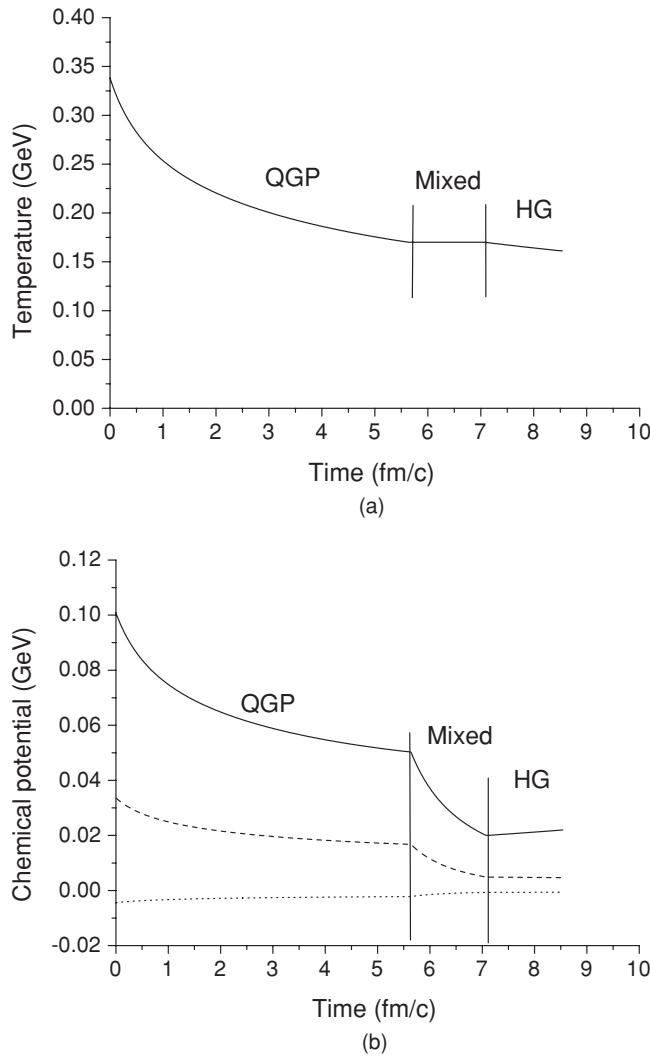 0.40
0.35
0.30
0.25
0.20
0.15
0.10
0.05
0.00
Temperature (GeV)
QGP
Mixed
HG
0 1 2 3 4 5 6 7 8 9 10
Time (fm/c)
(a)
0.12
0.10
0.08
0.06
0.04
0.02
0.00
-0.02
Chemical potential (GeV)
QGP
Mixed
HG
0 1 2 3 4 5 6 7 8 9 10
Time (fm/c)
(b)